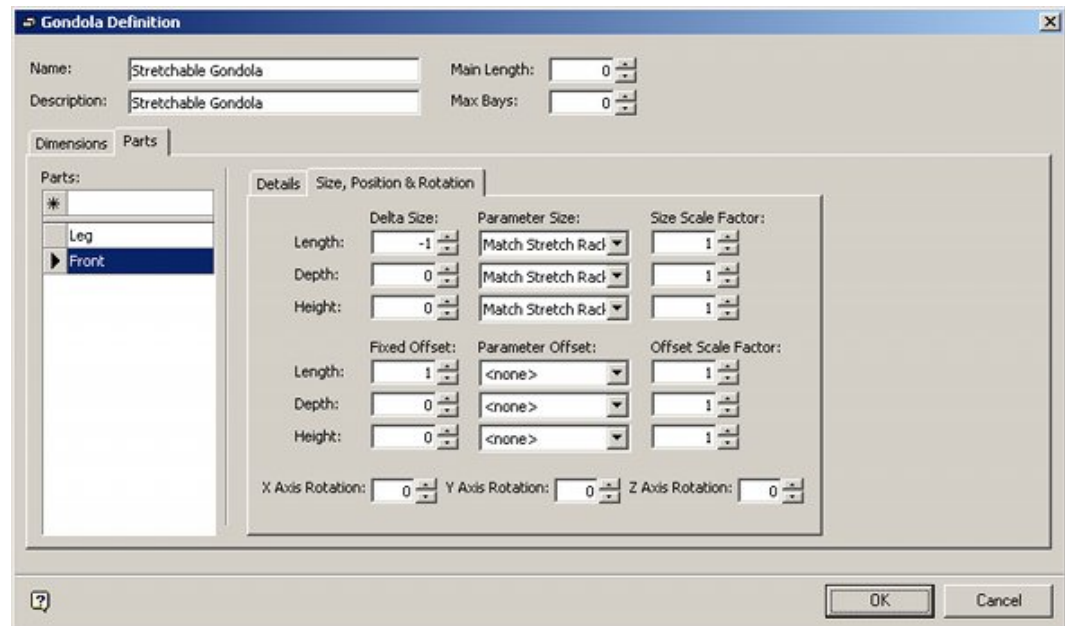 Gondola Definition
Name: Stretchable Gondola Main Length: 0
Description: Stretchable Gondola Max Bays: 0
Dimensions Parts
Parts:
Leg
Front
Details Size, Position & Rotation
Delta Size: Parameter Size: Size Scale Factor:
Length: -1 Match Stretch Rack 1
Depth: 0 Match Stretch Rack 1
Height: 0 Match Stretch Rack 1
Fixed Offset: Parameter Offset: Offset Scale Factor:
Length: 1 <none> 1
Depth: 0 <none> 1
Height: 0 <none> 1
X Axis Rotation: 0 Y Axis Rotation: 0 Z Axis Rotation: 0
OK Cancel